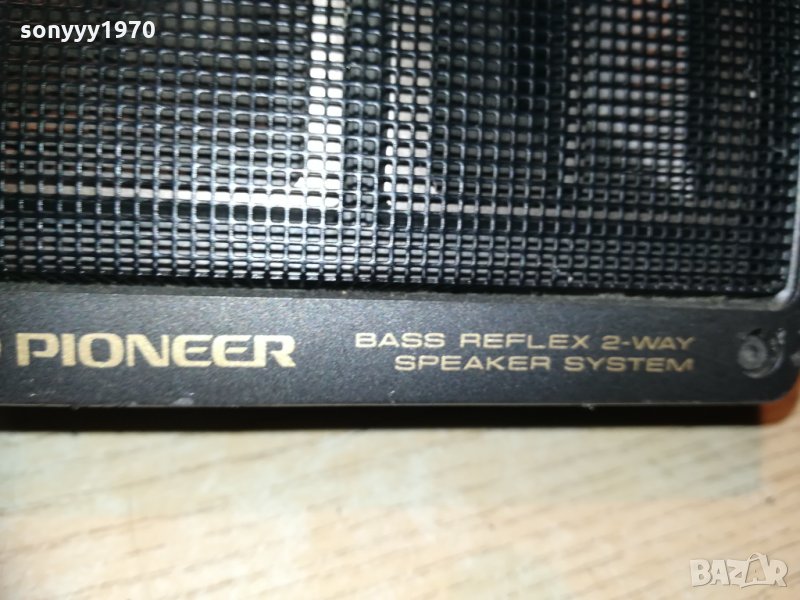 sonyyy1970
PIONEER
BASS REFLEX 2-WAY
SPEAKER SYSTEM
BAZAR